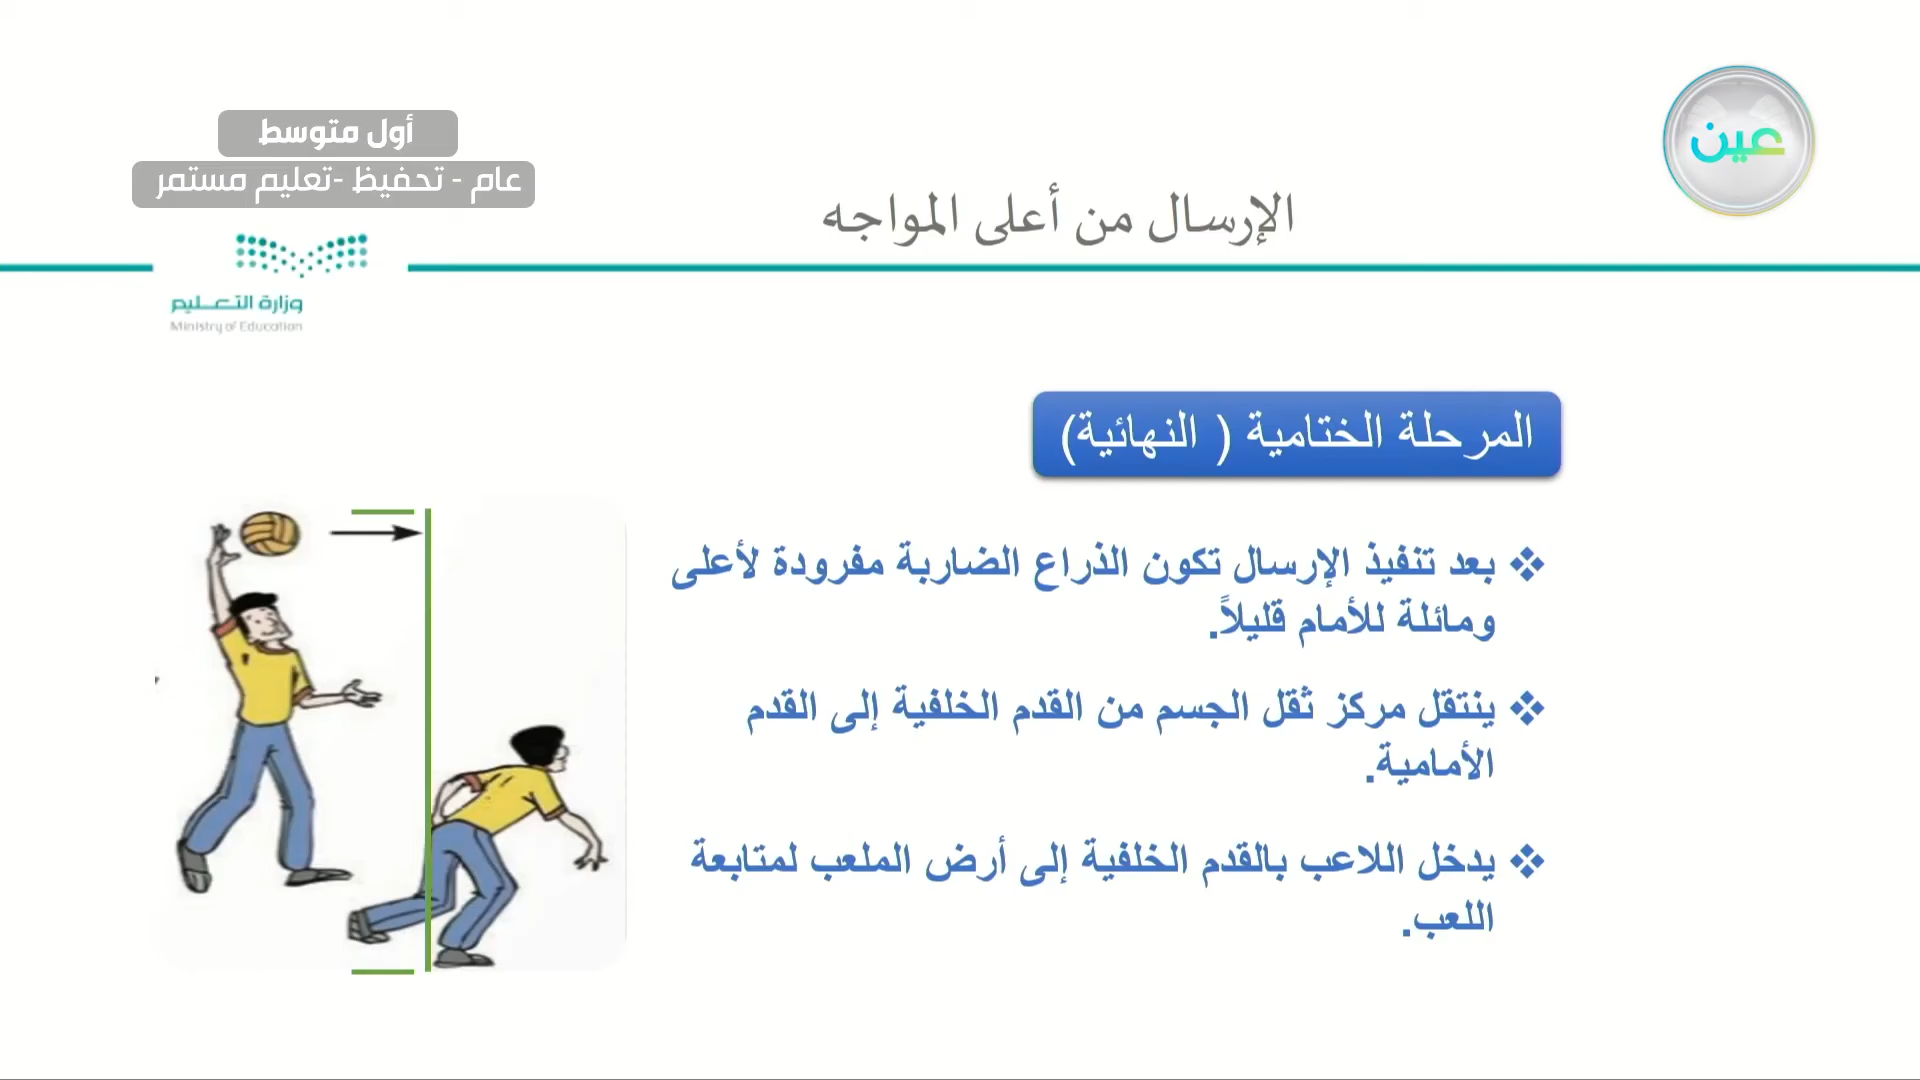 عين
أول متوسط
عام - تحفيظ -تعليم مستمر
الإرسال من أعلى المواجه
وزارة التعـــليم
Ministry of Education
المرحلة الختامية ( النهائية)
❖ بعد تنفيذ الإرسال تكون الذراع الضاربة مفرودة لأعلى
ومائلة للأمام قليلاً.
❖ ينتقل مركز ثقل الجسم من القدم الخلفية إلى القدم
الأمامية.
❖ يدخل اللاعب بالقدم الخلفية إلى أرض الملعب لمتابعة
اللعب.